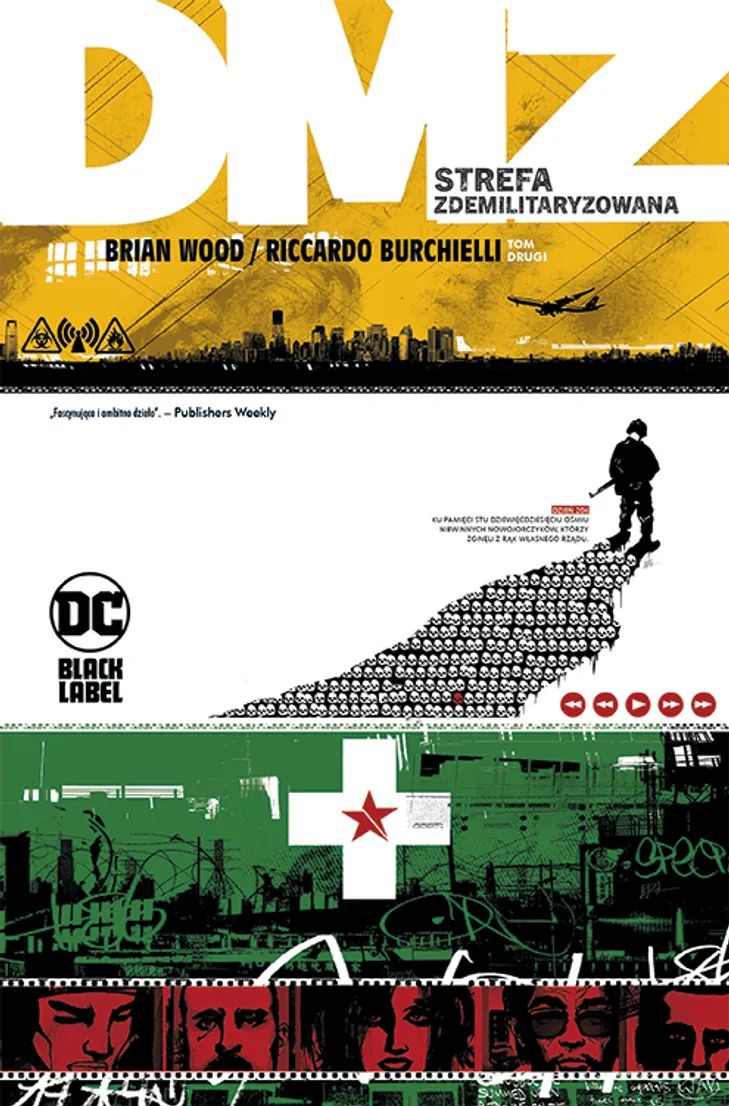 DMZ
STREFA
ZDEMILITARYZOWANA
BRIAN WOOD / RICCARDO BURCHIELLI
TOM
DRUGI
„Fascynujące i ambitne dzieło”. – Publishers Weekly
DZIEŃ 204
KU PAMIĘCI STU DZIEWIĘĆDZIESIĘCIU OŚMIU
NIEWINNYCH NOWOJORCZYKÓW, KTÓRZY
ZGINĘLI Z RĄK WŁASNEGO RZĄDU.
DC
BLACK
LABEL